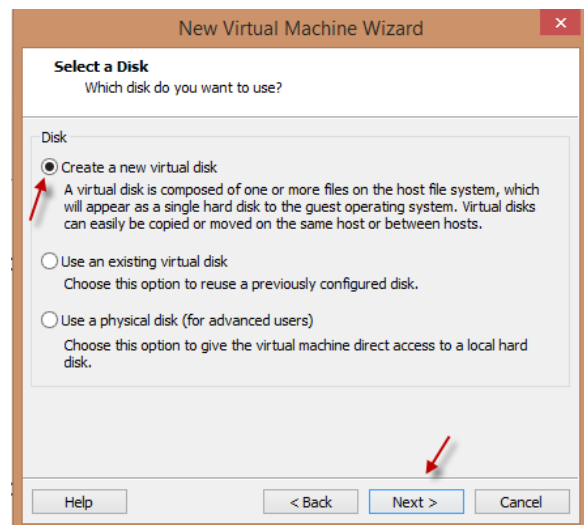 New Virtual Machine Wizard
Select a Disk
Which disk do you want to use?
Disk
Create a new virtual disk
A virtual disk is composed of one or more files on the host file system, which
will appear as a single hard disk to the guest operating system. Virtual disks
can easily be copied or moved on the same host or between hosts.
Use an existing virtual disk
Choose this option to reuse a previously configured disk.
Use a physical disk (for advanced users)
Choose this option to give the virtual machine direct access to a local hard
disk.
Help < Back Next > Cancel